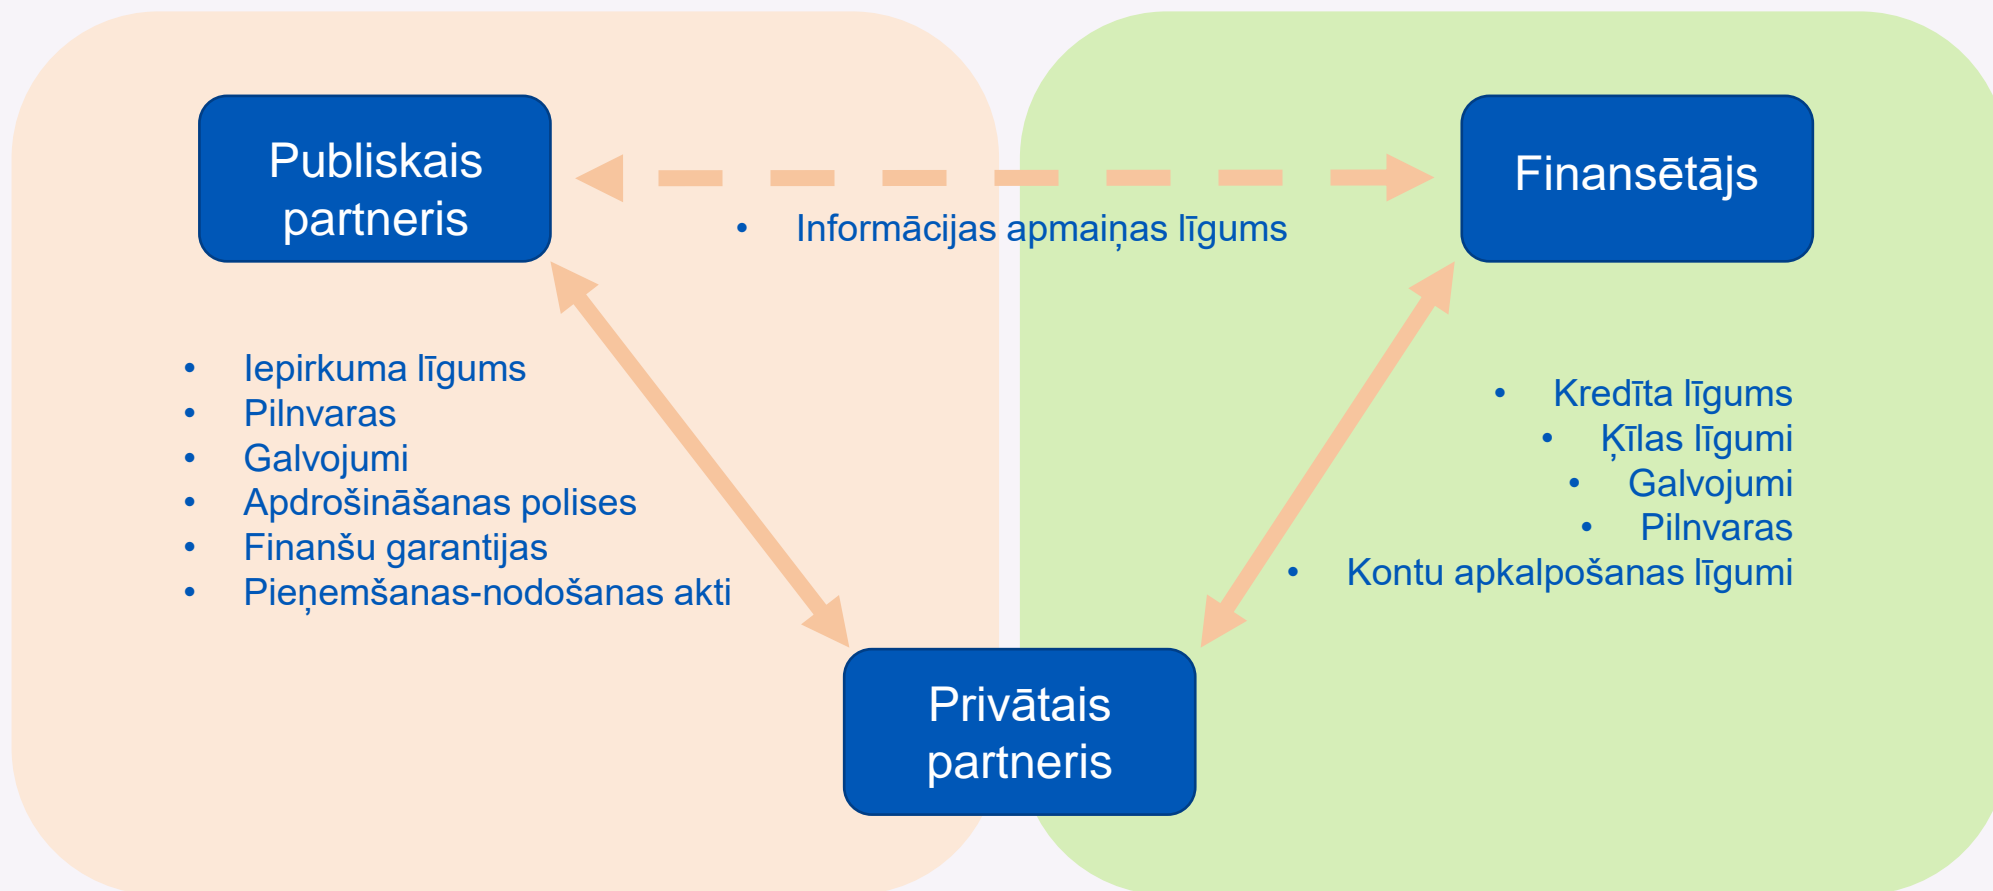 Publiskais
partneris
Finansētājs
• Informācijas apmaiņas līgums
• Iepirkuma līgums
• Pilnvaras
• Galvojumi
• Apdrošināšanas polises
• Finanšu garantijas
• Pieņemšanas-nodošanas akti
• Kredīta līgums
• Ķīlas līgumi
• Galvojumi
• Pilnvaras
• Kontu apkalpošanas līgumi
Privātais
partneris